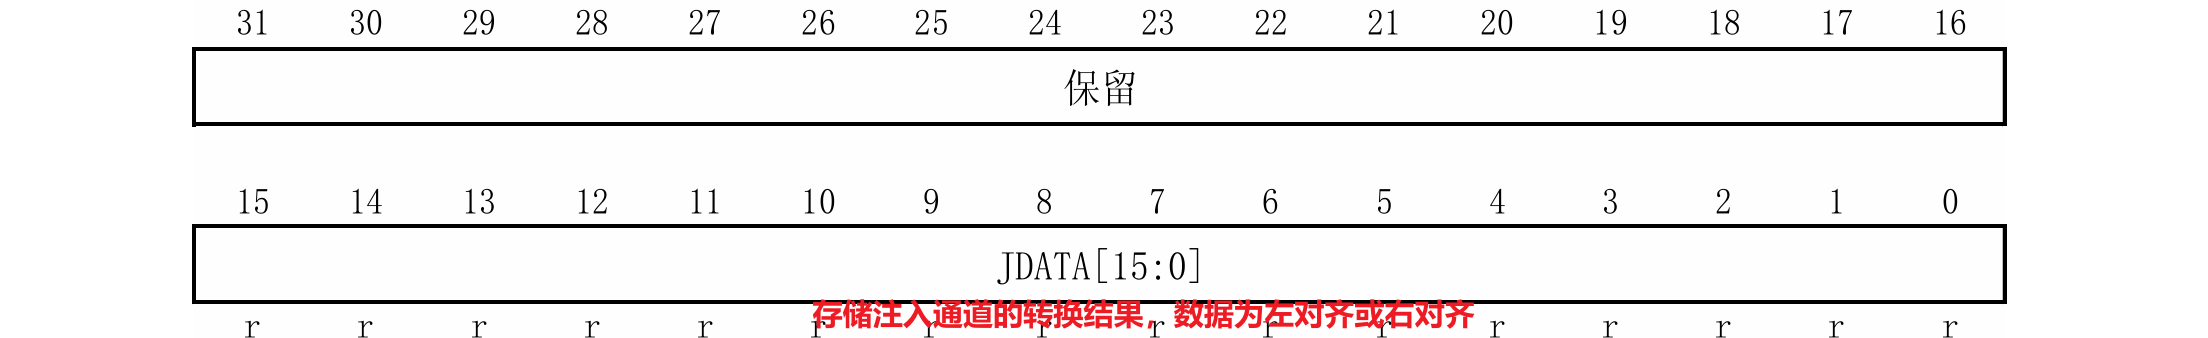 31 30 29 28 27 26 25 24 23 22 21 20 19 18 17 16
保留
15 14 13 12 11 10 9 8 7 6 5 4 3 2 1 0
JDATA[15:0]
存储注入通道的转换结果，数据为左对齐或右对齐
r r r r r r r r r r r r r r r r